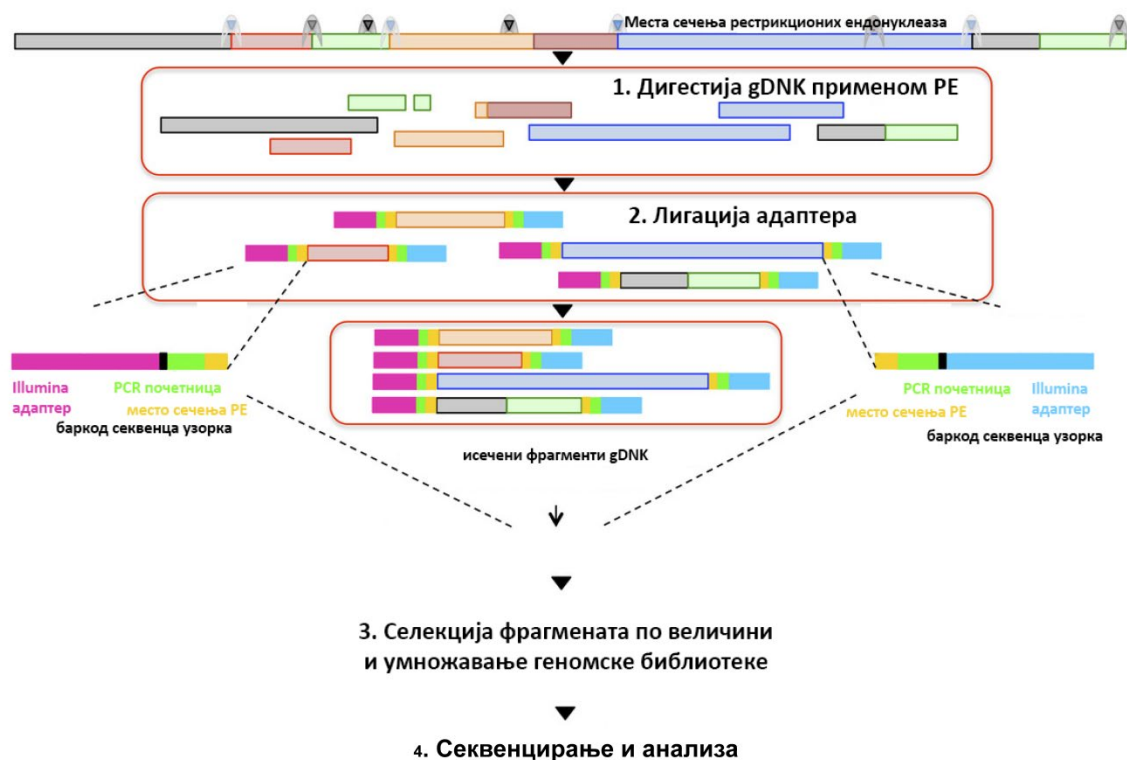 Места сечења рестрикционих ендонуклеаза
1. Дигестија gDNK применом РЕ
2. Лигација адаптера
Illumina
адаптер
PCR почетница
место сечења РЕ
баркод секвенца узорка
исечени фрагменти gDNK
PCR почетница
Illumina
адаптер
место сечења РЕ
баркод секвенца узорка
3. Селекција фрагмената по величини
и умножавање геномске библиотеке
4. Секвенцирање и анализа